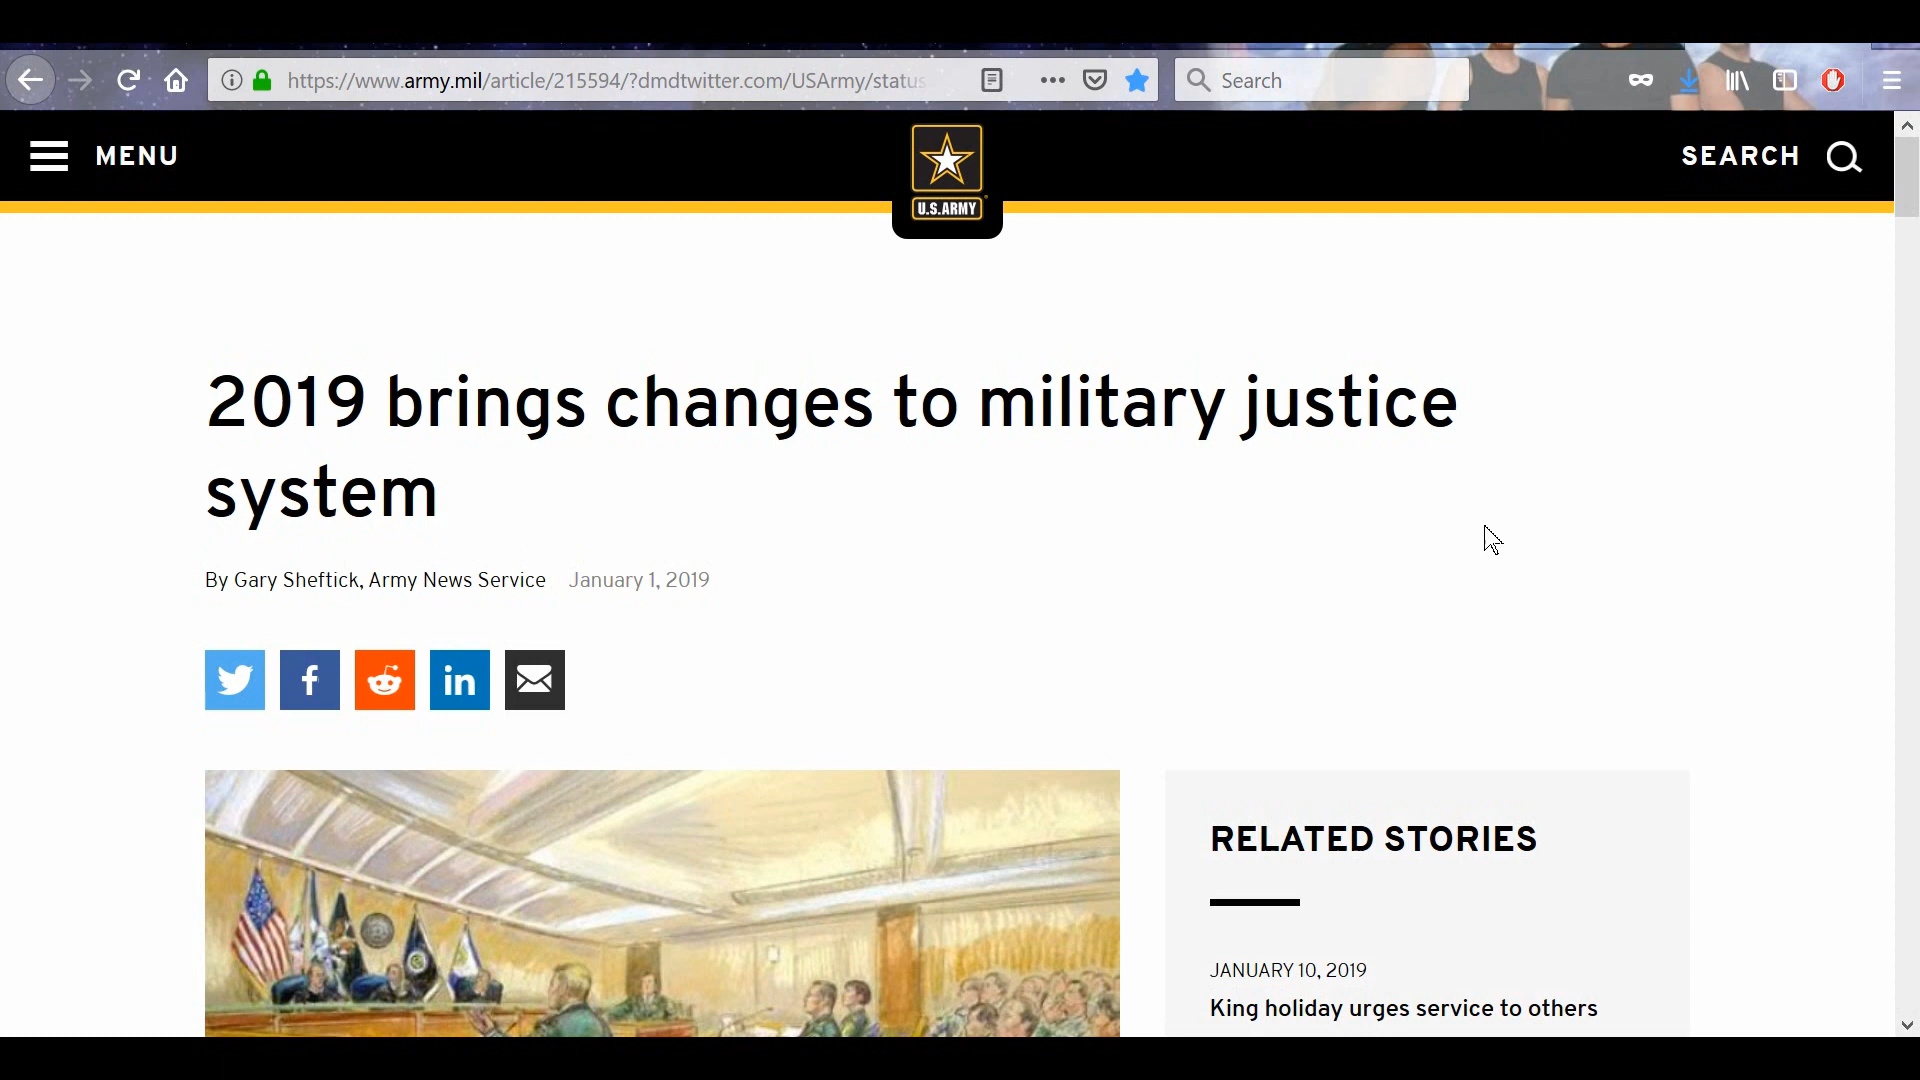 https://www.army.mil/article/215594/?dmdtwitter.com/USArmy/status
Search
MENU
U.S.ARMY
SEARCH
2019 brings changes to military justice
system
By Gary Sheftick, Army News Service January 1, 2019
in
RELATED STORIES
JANUARY 10, 2019
King holiday urges service to others